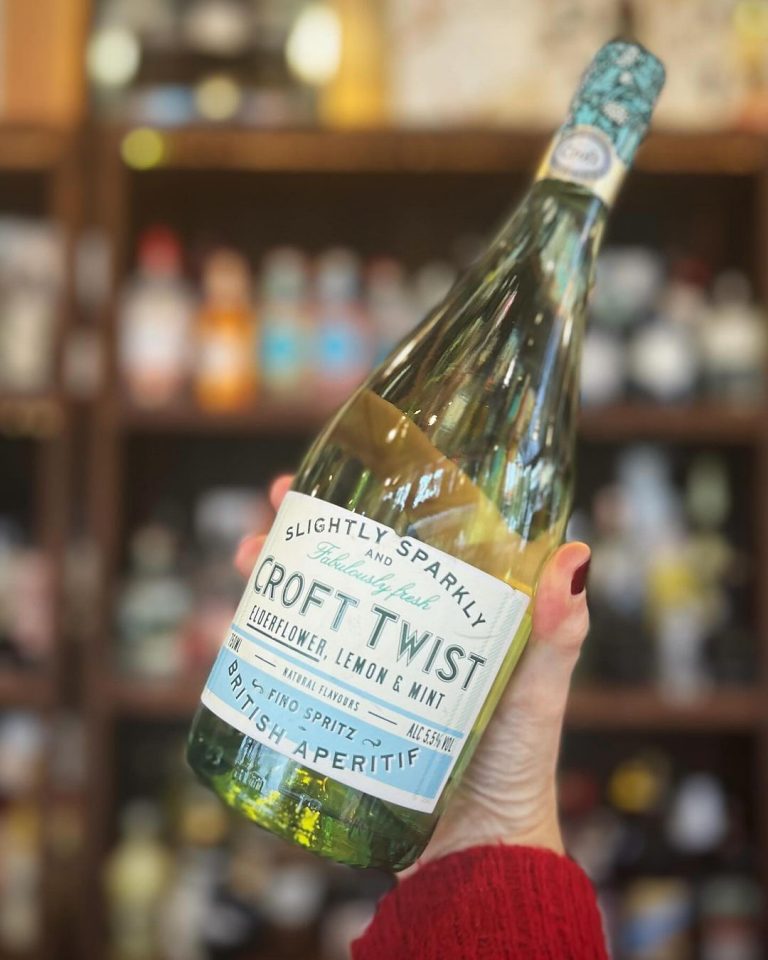 SLIGHTLY SPARKLY
AND
Fabulously fresh
CROFT TWIST
ELDERFLOWER, LEMON & MINT
750ML
NATURAL FLAVOURS
ALC 5.5% VOL
FINO SPRITZ
BRITISH APERITIF